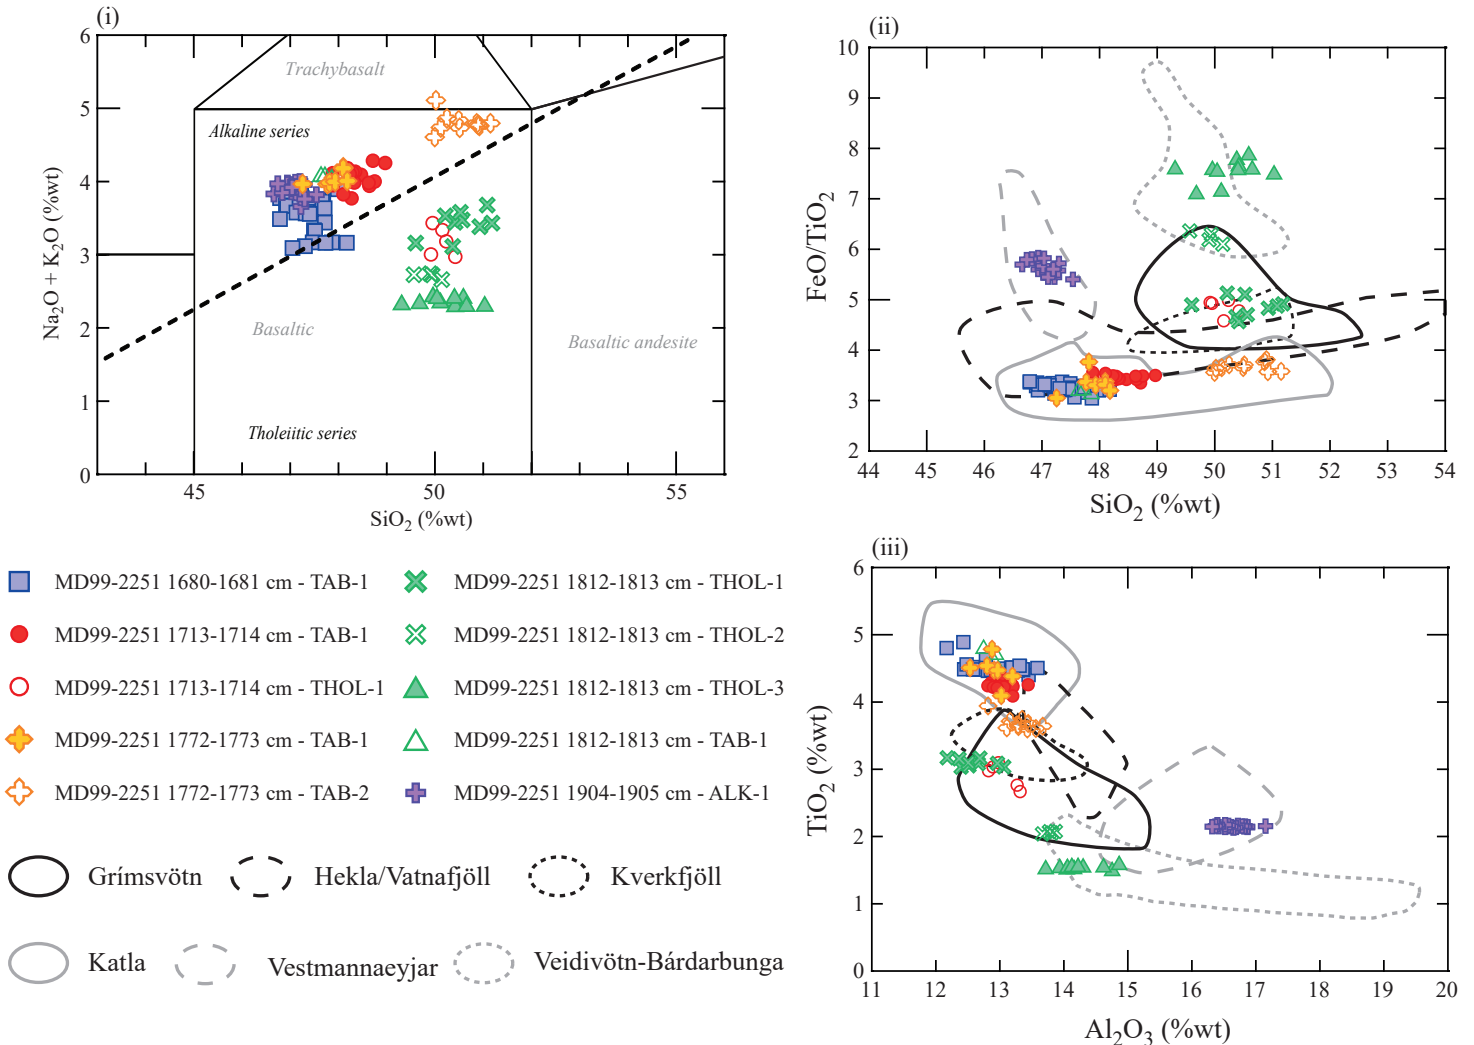 (i)
6
5
4
3
2
1
0
Na₂O + K₂O (%wt)
Trachybasalt
Alkaline series
Basaltic
Basaltic andesite
Tholeiitic series
45
50
55
SiO₂ (%wt)
(ii)
10
9
8
7
6
5
4
3
2
FeO/TiO₂
44
45
46
47
48
49
50
51
52
53
54
SiO₂ (%wt)
MD99-2251 1680-1681 cm - TAB-1
MD99-2251 1713-1714 cm - TAB-1
MD99-2251 1713-1714 cm - THOL-1
MD99-2251 1772-1773 cm - TAB-1
MD99-2251 1772-1773 cm - TAB-2
MD99-2251 1812-1813 cm - THOL-1
MD99-2251 1812-1813 cm - THOL-2
MD99-2251 1812-1813 cm - THOL-3
MD99-2251 1812-1813 cm - TAB-1
MD99-2251 1904-1905 cm - ALK-1
Grímsvötn
Hekla/Vatnafjöll
Kverkfjöll
Katla
Vestmannaeyjar
Veidivötn-Bárdarbunga
(iii)
6
5
4
3
2
1
0
TiO₂ (%wt)
11
12
13
14
15
16
17
18
19
20
Al₂O₃ (%wt)